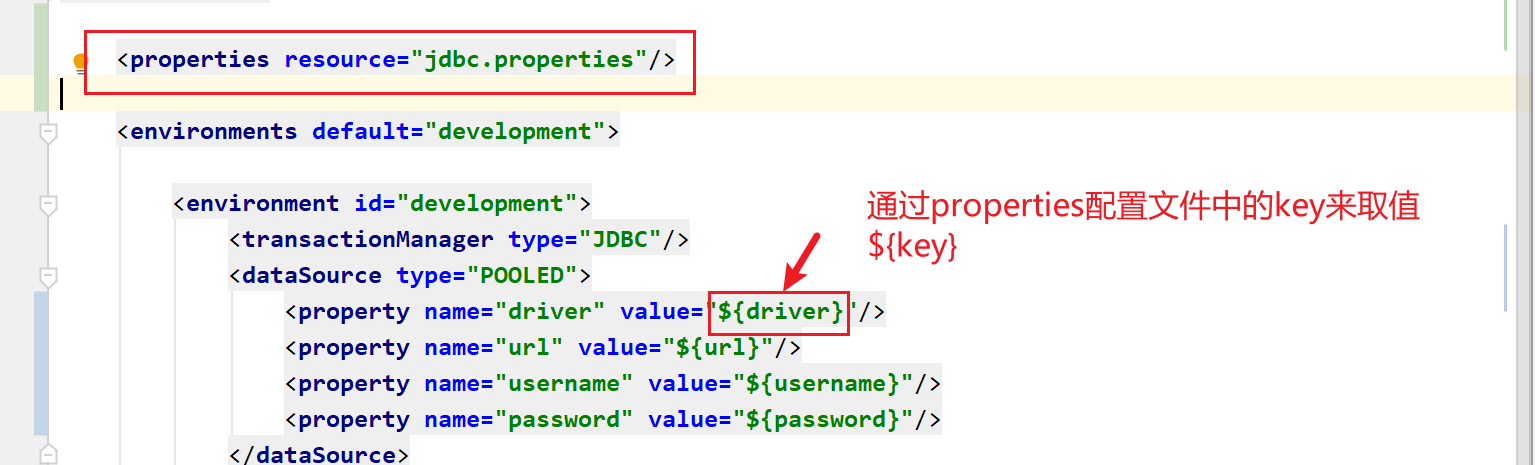 <properties resource="jdbc.properties"/>
<environments default="development">
<environment id="development">
通过properties配置文件中的key来取值
<transactionManager type="JDBC"/>
${key}
<dataSource type="POOLED">
<property name="driver" value="${driver}"/>
<property name="url" value="${url}"/>
<property name="username" value="${username}"/>
<property name="password" value="${password}"/>
</dataSource>